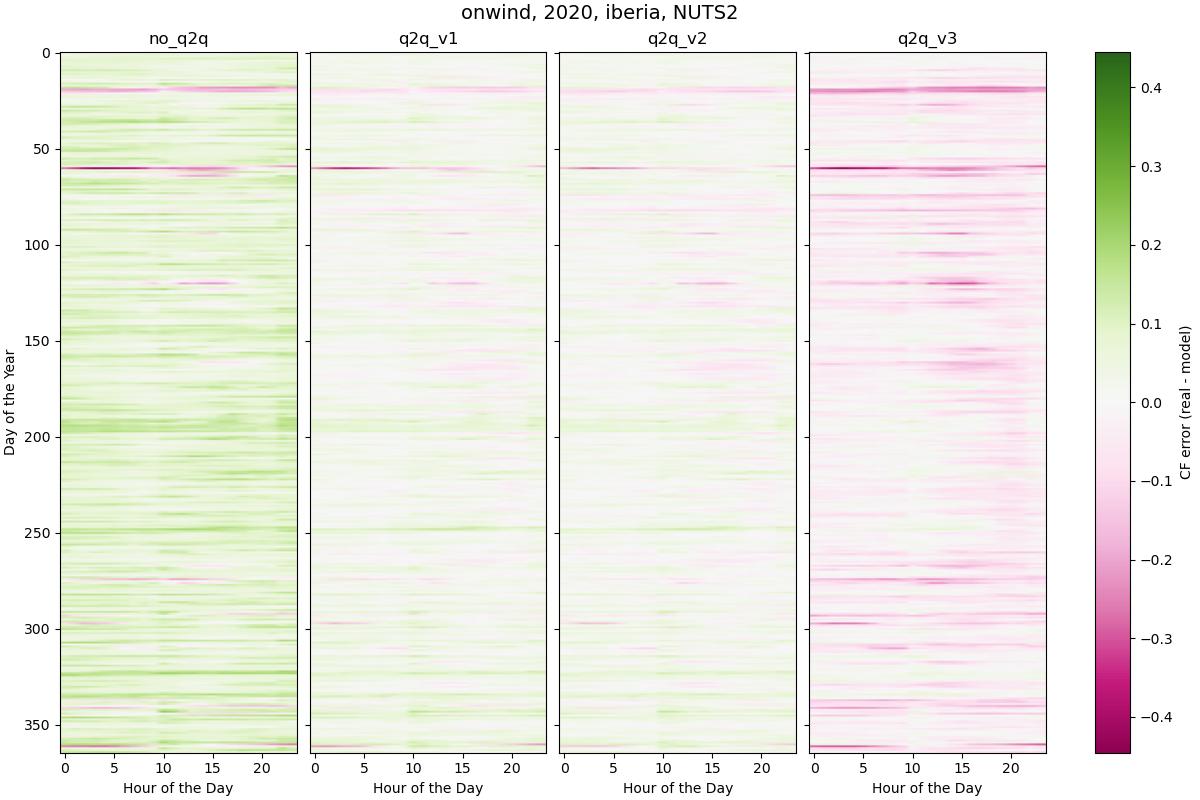 onwind, 2020, iberia, NUTS2
no_q2q
q2q_v1
q2q_v2
q2q_v3
0
50
100
150
200
250
300
350
Day of the Year
0 5 10 15 20
0 5 10 15 20
0 5 10 15 20
0 5 10 15 20
Hour of the Day
Hour of the Day
Hour of the Day
Hour of the Day
0.4
0.3
0.2
0.1
0.0
−0.1
−0.2
−0.3
−0.4
CF error (real - model)